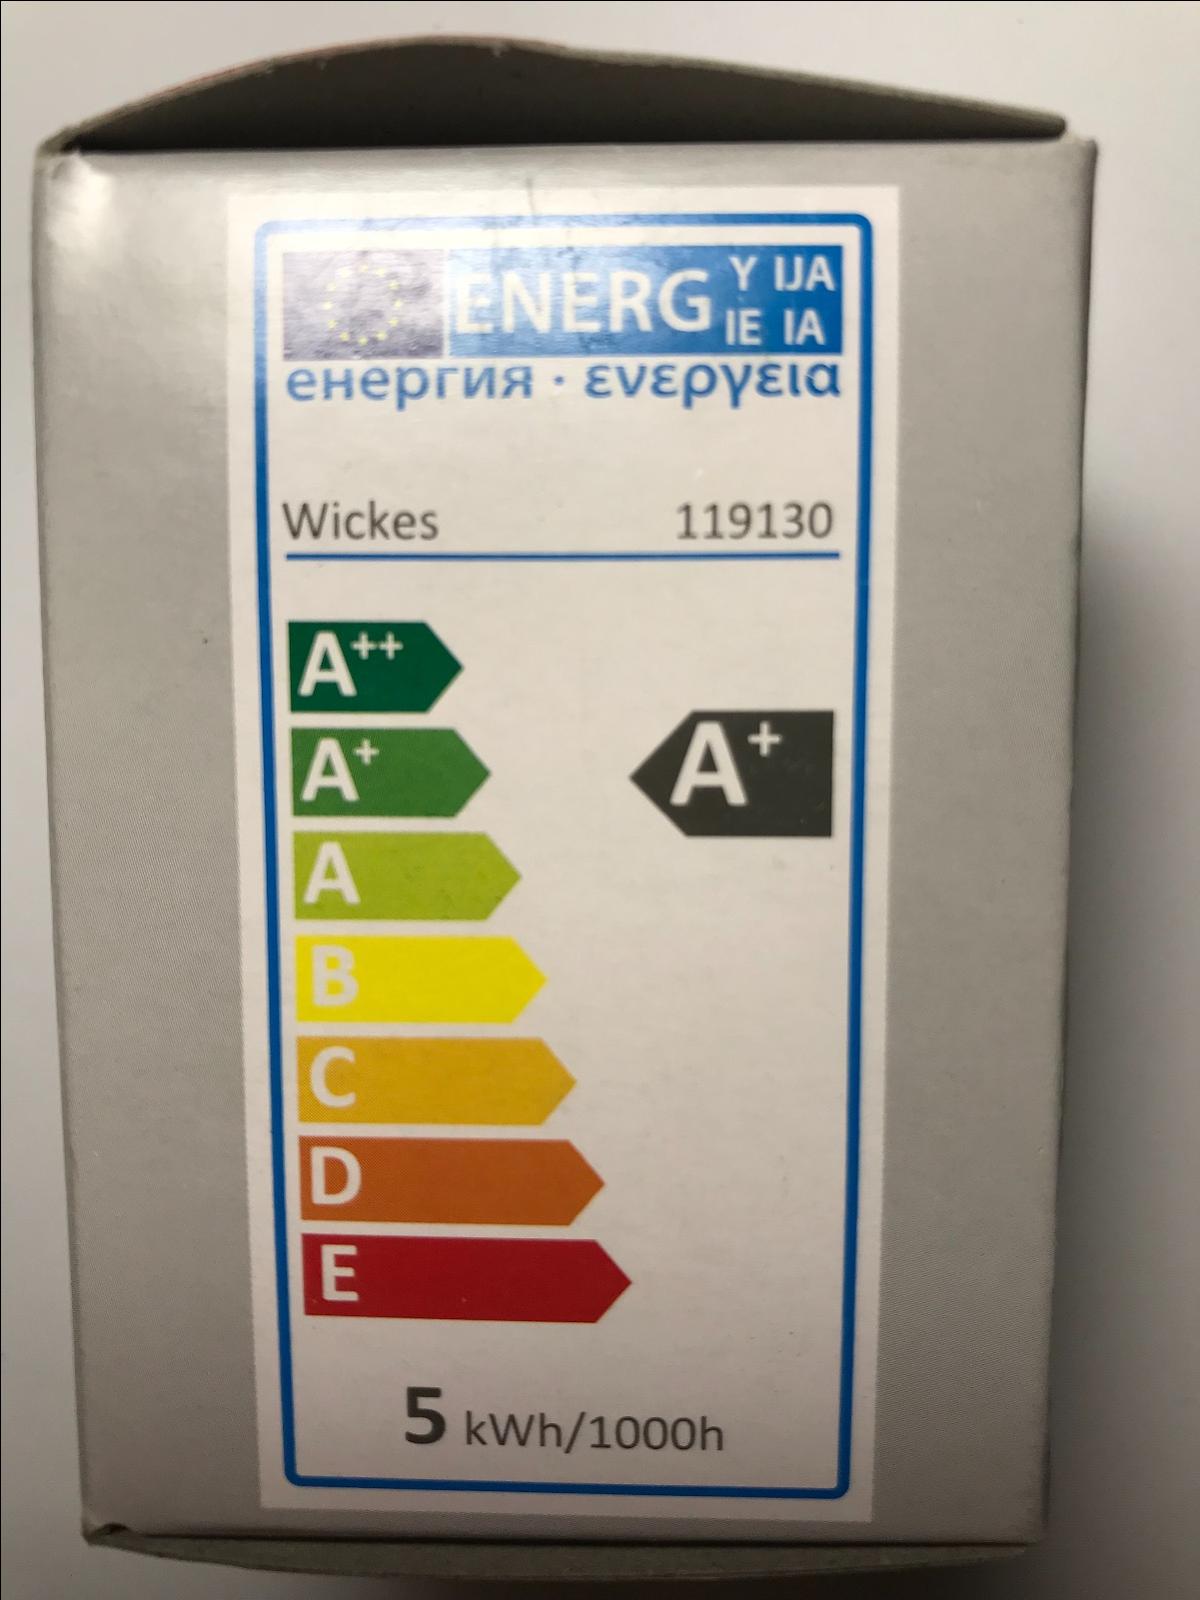 ENERG Y IJA
IE IA
енергия · ενεργεια
Wickes 119130
A++
A+
A+
A
B
C
D
E
5 kWh/1000h